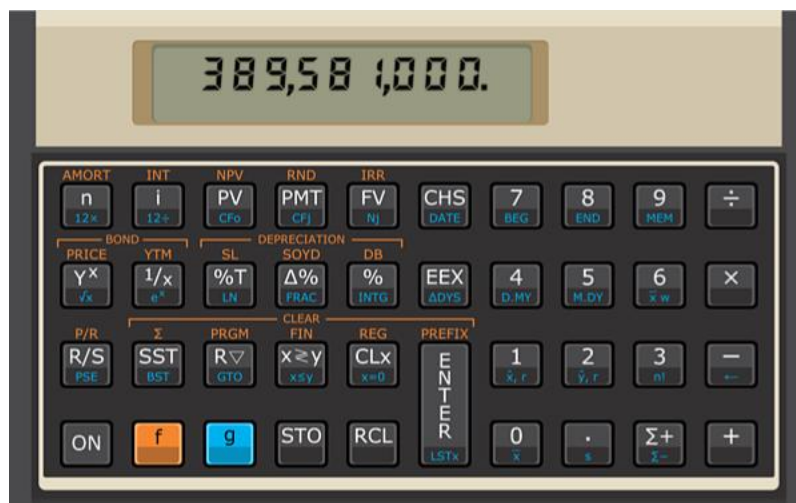 389,581,000.
AMORT INT NPV RND IRR
n i PV PMT FV CHS 7 8 9 ÷
12× 12÷ CFo CFj Nj DATE BEG END MEM
BOND DEPRECIATION
PRICE YTM SL SOYD DB
Yˣ 1/x %T Δ% % EEX 4 5 6 ×
√x eˣ LN FRAC INTG ΔDYS D.MY M.DY x̄ w
CLEAR
P/R Σ PRGM FIN REG PREFIX
R/S SST R▽ x≷y CLx ENTER 1 2 3 −
PSE BST GTO x≤y x=0 x̂, r ŷ, r n! ←
ON f g STO RCL 0 . Σ+ +
LSTx x̄ s Σ−